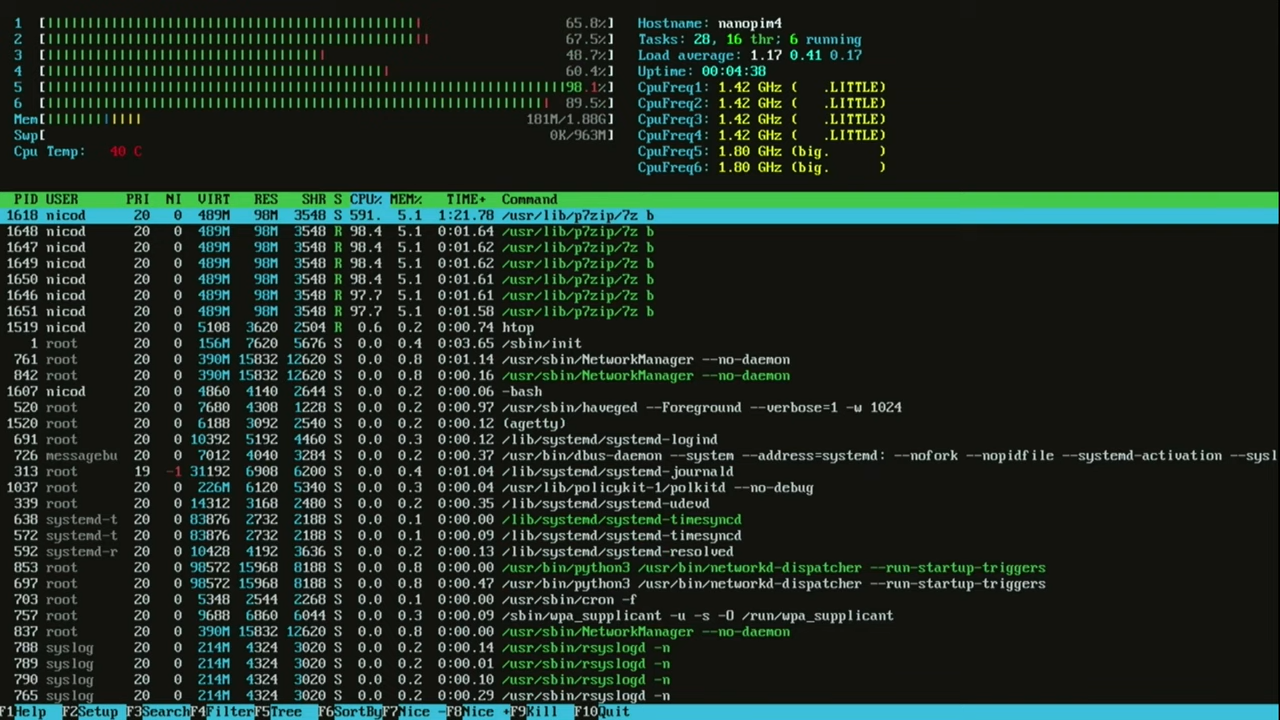 1 [ 65.8%] Hostname: nanopim4
2 [ 67.5%] Tasks: 28, 16 thr; 6 running
3 [ 48.7%] Load average: 1.17 0.41 0.17
4 [ 60.4%] Uptime: 00:04:38
5 [ 98.1%] CpuFreq1: 1.42 GHz ( .LITTLE)
6 [ 89.5%] CpuFreq2: 1.42 GHz ( .LITTLE)
Mem[ 181M/1.88G] CpuFreq3: 1.42 GHz ( .LITTLE)
Swp[ 0K/963M] CpuFreq4: 1.42 GHz ( .LITTLE)
Cpu Temp: 40 C CpuFreq5: 1.80 GHz (big. )
CpuFreq6: 1.80 GHz (big. )
PID USER PRI NI VIRT RES SHR S CPU% MEM% TIME+ Command
1618 nicod 20 0 489M 98M 3548 S 591. 5.1 1:21.78 /usr/lib/p7zip/7z b
1648 nicod 20 0 489M 98M 3548 R 98.4 5.1 0:01.64 /usr/lib/p7zip/7z b
1647 nicod 20 0 489M 98M 3548 R 98.4 5.1 0:01.62 /usr/lib/p7zip/7z b
1649 nicod 20 0 489M 98M 3548 R 98.4 5.1 0:01.62 /usr/lib/p7zip/7z b
1650 nicod 20 0 489M 98M 3548 R 98.4 5.1 0:01.61 /usr/lib/p7zip/7z b
1646 nicod 20 0 489M 98M 3548 R 97.7 5.1 0:01.61 /usr/lib/p7zip/7z b
1651 nicod 20 0 489M 98M 3548 R 97.7 5.1 0:01.58 /usr/lib/p7zip/7z b
1519 nicod 20 0 5108 3620 2504 R 0.6 0.2 0:00.74 htop
1 root 20 0 156M 7620 5676 S 0.0 0.4 0:03.65 /sbin/init
761 root 20 0 390M 15832 12620 S 0.0 0.8 0:01.14 /usr/sbin/NetworkManager --no-daemon
842 root 20 0 390M 15832 12620 S 0.0 0.8 0:00.16 /usr/sbin/NetworkManager --no-daemon
1607 nicod 20 0 4860 4140 2644 S 0.0 0.2 0:00.06 -bash
520 root 20 0 7680 4308 1228 S 0.0 0.2 0:00.97 /usr/sbin/haveged --Foreground --verbose=1 -w 1024
1520 root 20 0 6188 3092 2540 S 0.0 0.2 0:00.12 (agetty)
691 root 20 0 10392 5192 4460 S 0.0 0.3 0:00.12 /lib/systemd/systemd-logind
726 messagebu 20 0 7012 4040 3284 S 0.0 0.2 0:00.37 /usr/bin/dbus-daemon --system --address=systemd: --nofork --nopidfile --systemd-activation --sysl
313 root 19 -1 31192 6908 6200 S 0.0 0.4 0:01.04 /lib/systemd/systemd-journald
1037 root 20 0 226M 6120 5340 S 0.0 0.3 0:00.04 /usr/lib/policykit-1/polkitd --no-debug
339 root 20 0 14312 3168 2480 S 0.0 0.2 0:00.35 /lib/systemd/systemd-udevd
638 systemd-t 20 0 83876 2732 2188 S 0.0 0.1 0:00.00 /lib/systemd/systemd-timesyncd
572 systemd-t 20 0 83876 2732 2188 S 0.0 0.1 0:00.09 /lib/systemd/systemd-timesyncd
592 systemd-r 20 0 10428 4192 3636 S 0.0 0.2 0:00.13 /lib/systemd/systemd-resolved
853 root 20 0 98572 15968 8188 S 0.0 0.8 0:00.00 /usr/bin/python3 /usr/bin/networkd-dispatcher --run-startup-triggers
697 root 20 0 98572 15968 8188 S 0.0 0.8 0:00.47 /usr/bin/python3 /usr/bin/networkd-dispatcher --run-startup-triggers
703 root 20 0 5348 2544 2268 S 0.0 0.1 0:00.00 /usr/sbin/cron -f
757 root 20 0 9688 6860 6044 S 0.0 0.3 0:00.09 /sbin/wpa_supplicant -u -s -O /run/wpa_supplicant
837 root 20 0 390M 15832 12620 S 0.0 0.8 0:00.00 /usr/sbin/NetworkManager --no-daemon
788 syslog 20 0 214M 4324 3020 S 0.0 0.2 0:00.14 /usr/sbin/rsyslogd -n
789 syslog 20 0 214M 4324 3020 S 0.0 0.2 0:00.01 /usr/sbin/rsyslogd -n
790 syslog 20 0 214M 4324 3020 S 0.0 0.2 0:00.10 /usr/sbin/rsyslogd -n
765 syslog 20 0 214M 4324 3020 S 0.0 0.2 0:00.29 /usr/sbin/rsyslogd -n
F1Help F2Setup F3SearchF4FilterF5Tree F6SortByF7Nice -F8Nice +F9Kill F10Quit